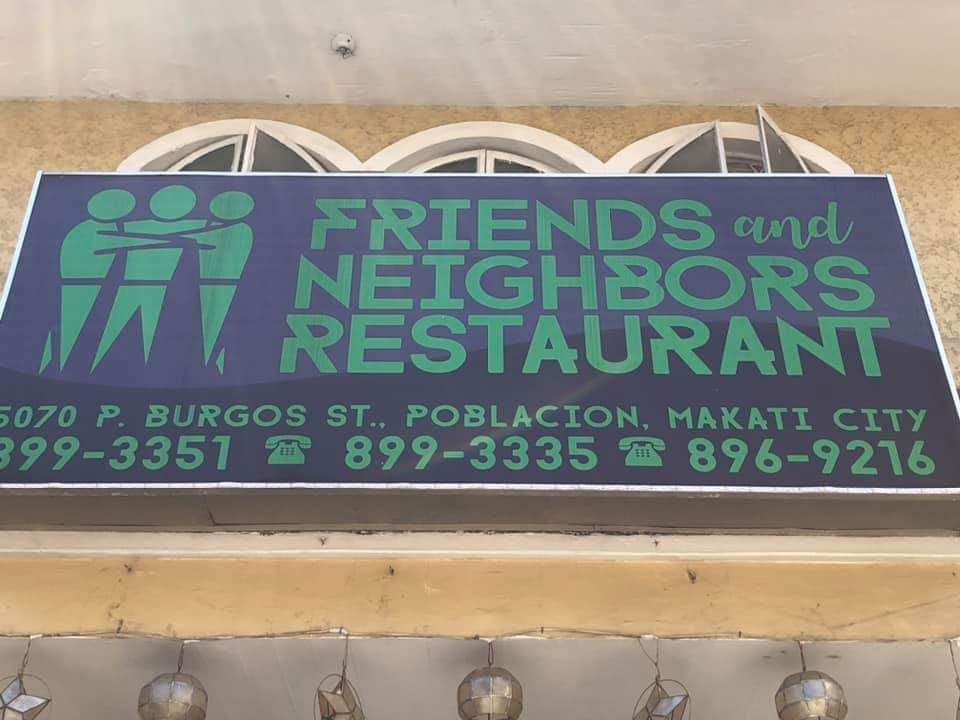 FRIENDS and
NEIGHBORS
RESTAURANT
5070 P. BURGOS ST., POBLACION, MAKATI CITY
899-3351 899-3335 896-9216